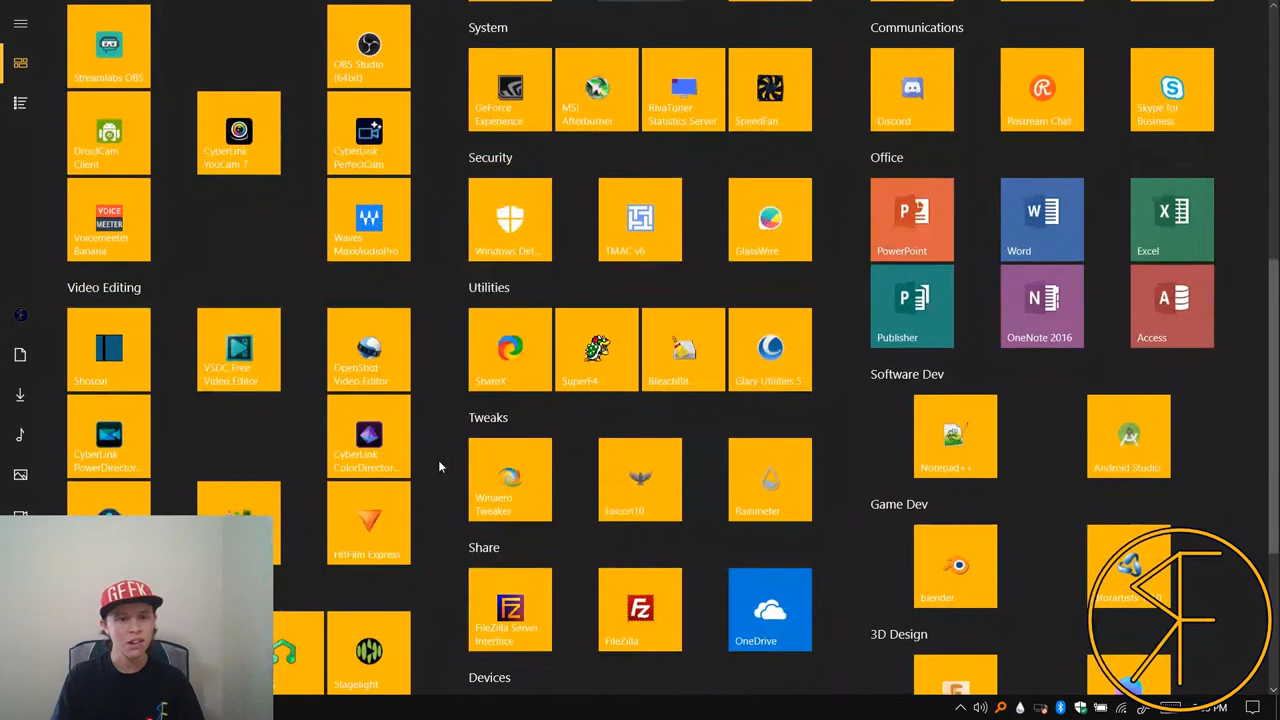 Streamlabs OBS
OBS Studio
(64bit)
DroidCam
Client
CyberLink
YouCam 7
CyberLink
PerfectCam
VOICE
MEETER
Voicemeeter
Banana
Waves
MaxxAudioPro
Video Editing
Shotcut
VSDC Free
Video Editor
OpenShot
Video Editor
CyberLink
PowerDirector...
CyberLink
ColorDirector...
HitFilm Express
Stagelight
GEEK
System
GeForce
Experience
MSI
Afterburner
RivaTuner
Statistics Server
SpeedFan
Security
Windows Def...
TMAC v6
GlassWire
Utilities
ShareX
SuperF4
BleachBit
Glary Utilities 5
Tweaks
Winaero
Tweaker
Falcon10
Rainmeter
Share
FileZilla Server
Interface
FileZilla
OneDrive
Devices
Communications
Discord
Restream Chat
Skype for
Business
Office
PowerPoint
Word
Excel
Publisher
OneNote 2016
Access
Software Dev
Notepad++
Android Studio
Game Dev
blender
3D Design
PM